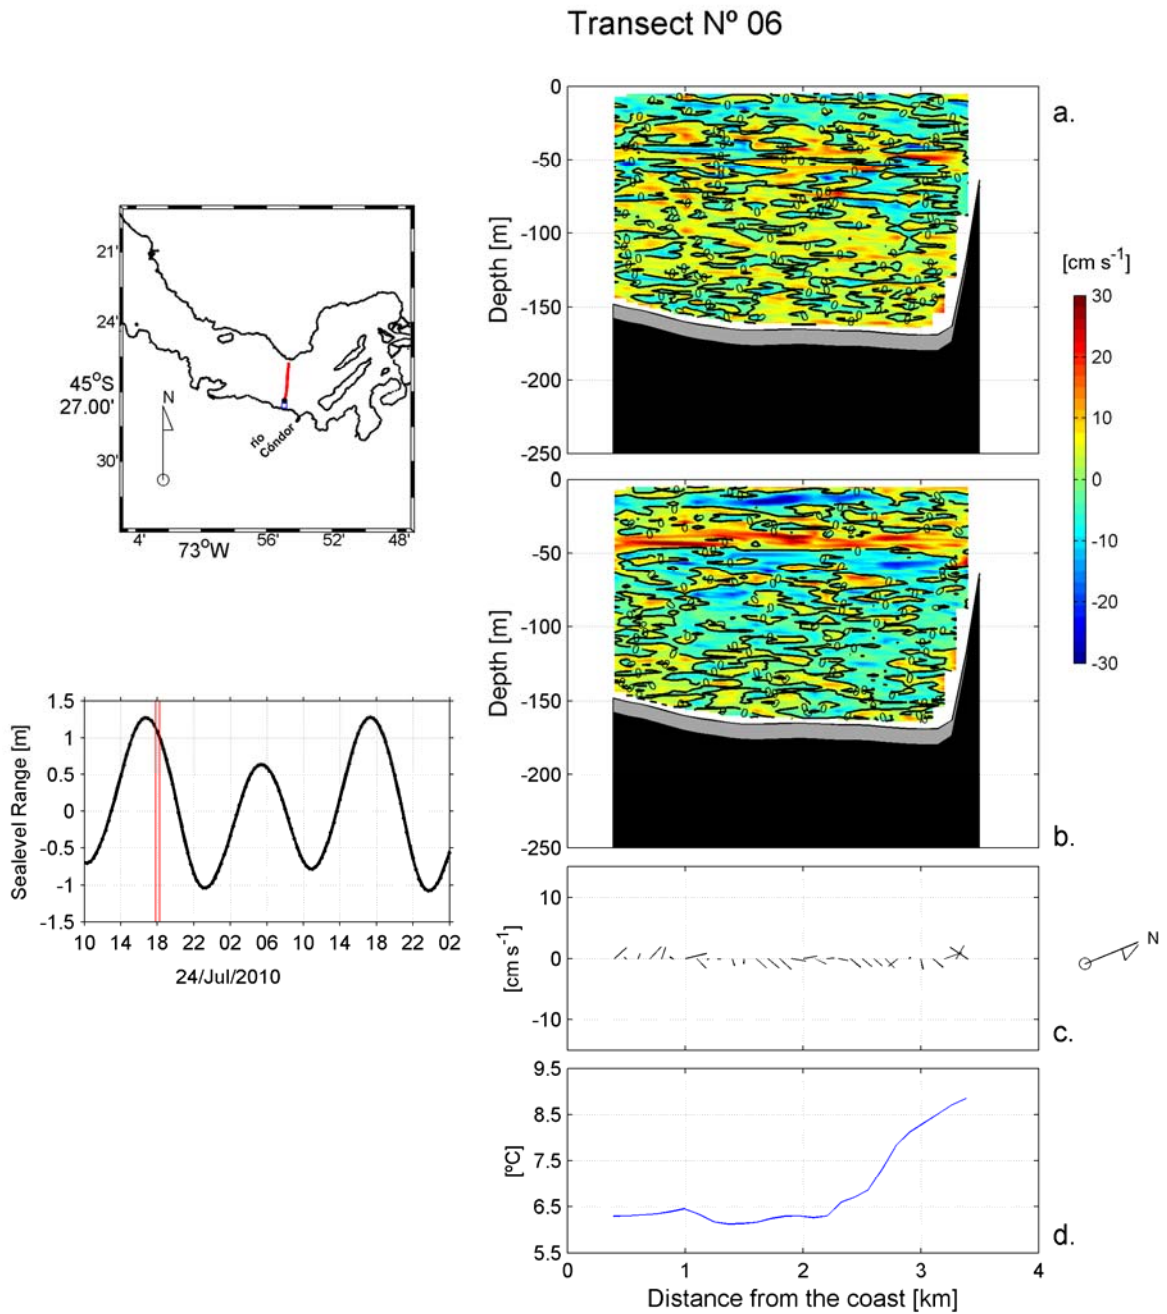 Transect Nº 06
0
-50
-100
-150
-200
-250
Depth [m]
a.
21'
24'
45°S
27.00'
30'
N
río
Cóndor
4'
73°W
56'
52'
48'
[cm s⁻¹]
30
20
10
0
-10
-20
-30
0
-50
-100
-150
-200
-250
Depth [m]
b.
1.5
1
0.5
0
-0.5
-1
-1.5
Sealevel Range [m]
10 14 18 22 02 06 10 14 18 22 02
24/Jul/2010
10
0
-10
[cm s⁻¹]
N
c.
9.5
8.5
7.5
6.5
5.5
[ºC]
d.
0 1 2 3 4
Distance from the coast [km]